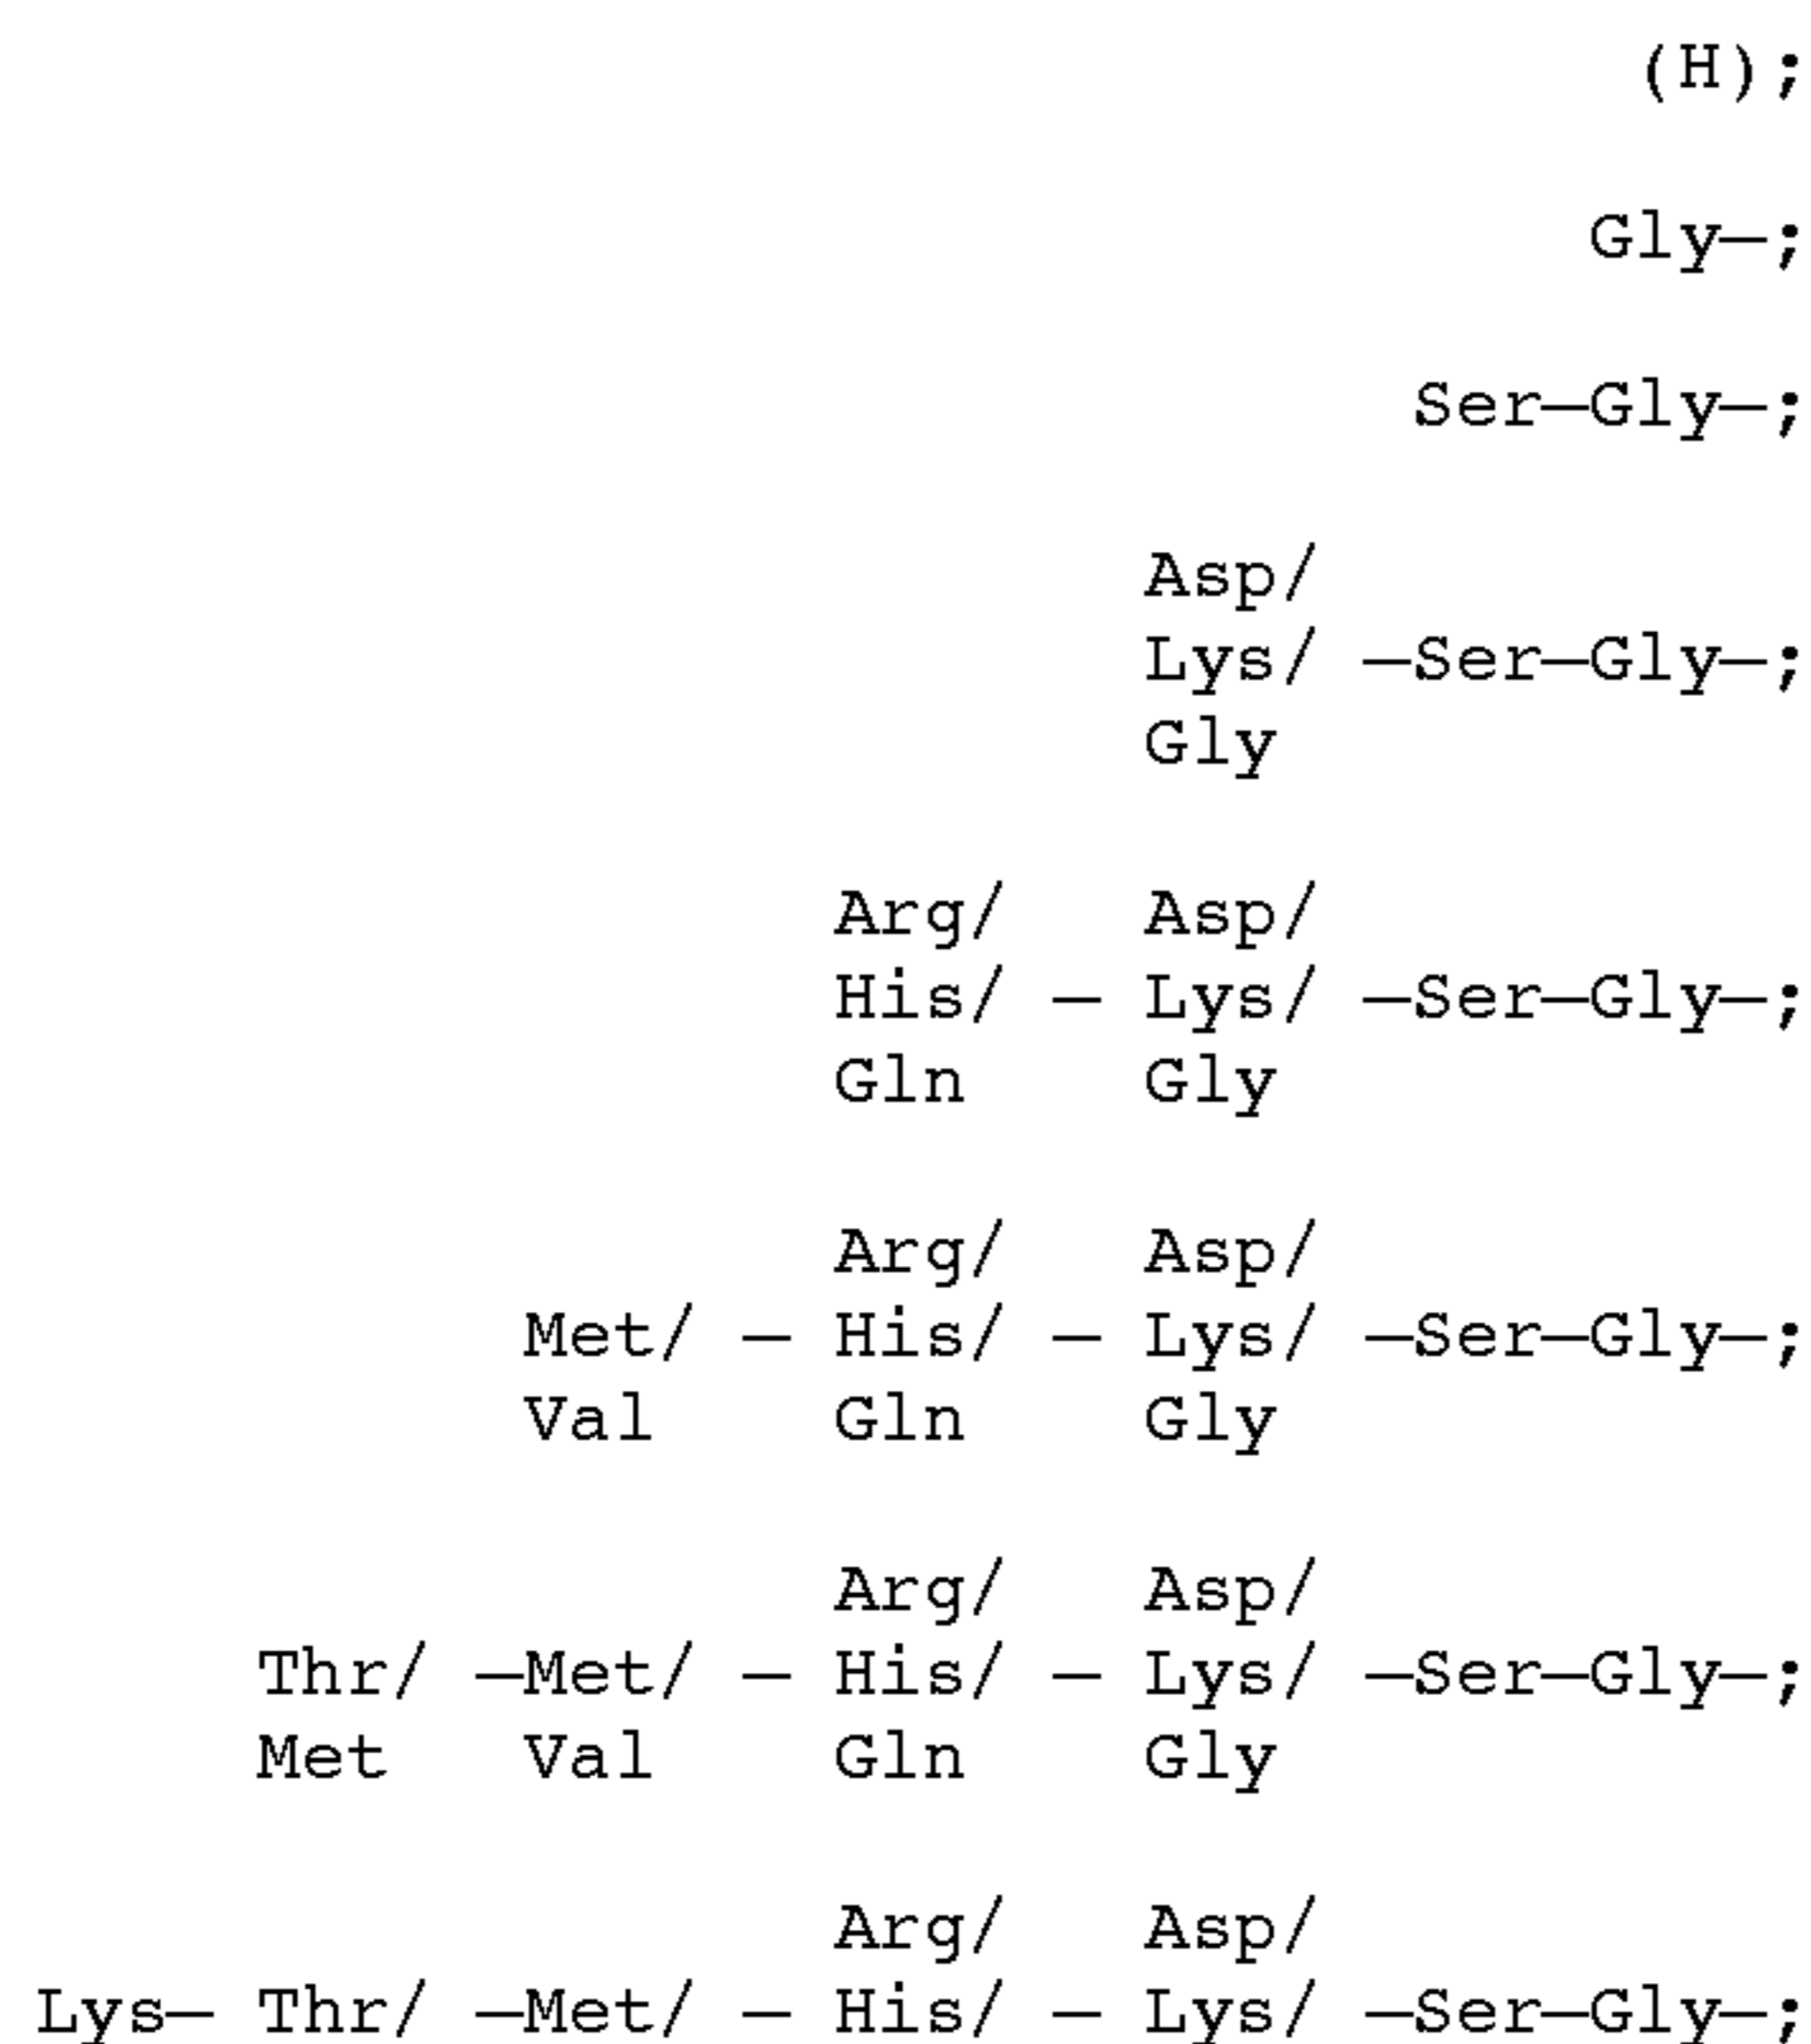 (H);
Gly—;
Ser—Gly—;
Asp/
Lys/ —Ser—Gly—;
Gly
Arg/ Asp/
His/ — Lys/ —Ser—Gly—;
Gln Gly
Arg/ Asp/
Met/ — His/ — Lys/ —Ser—Gly—;
Val Gln Gly
Arg/ Asp/
Thr/ —Met/ — His/ — Lys/ —Ser—Gly—;
Met Val Gln Gly
Arg/ Asp/
Lys— Thr/ —Met/ — His/ — Lys/ —Ser—Gly—;